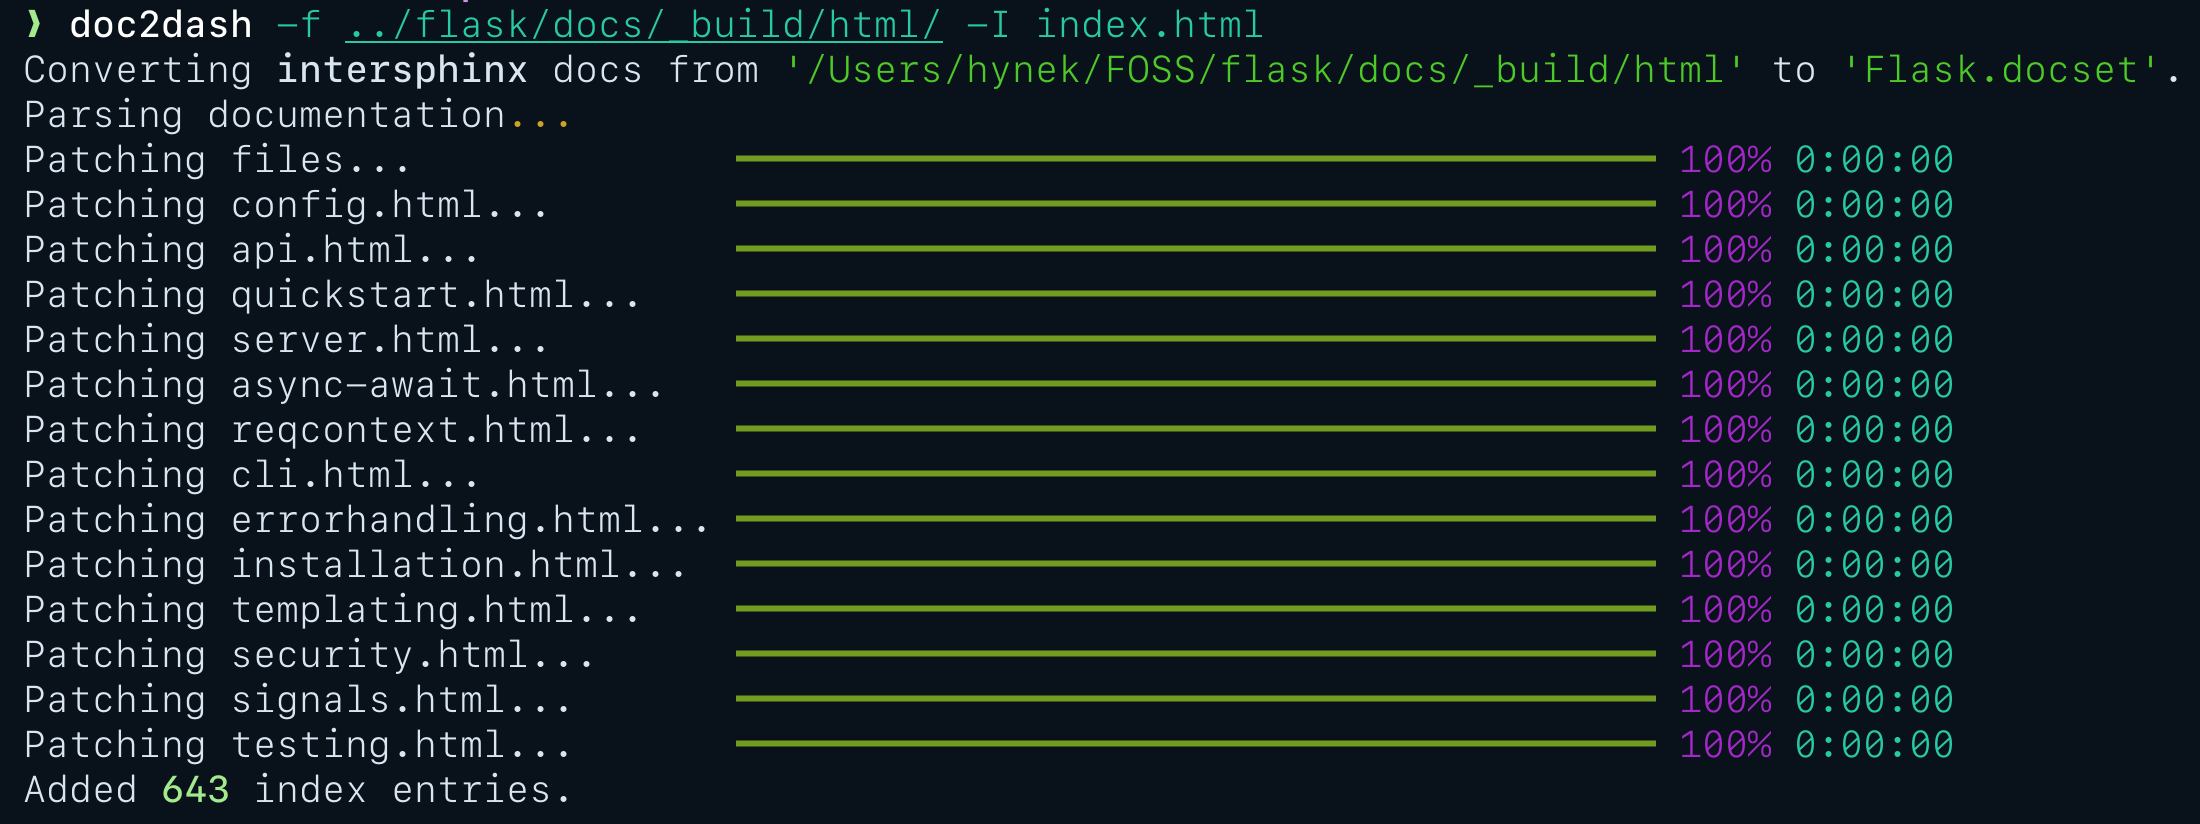 ❯ doc2dash -f ../flask/docs/_build/html/ -I index.html
Converting intersphinx docs from '/Users/hynek/FOSS/flask/docs/_build/html' to 'Flask.docset'.
Parsing documentation...
Patching files... 100% 0:00:00
Patching config.html... 100% 0:00:00
Patching api.html... 100% 0:00:00
Patching quickstart.html... 100% 0:00:00
Patching server.html... 100% 0:00:00
Patching async-await.html... 100% 0:00:00
Patching reqcontext.html... 100% 0:00:00
Patching cli.html... 100% 0:00:00
Patching errorhandling.html... 100% 0:00:00
Patching installation.html... 100% 0:00:00
Patching templating.html... 100% 0:00:00
Patching security.html... 100% 0:00:00
Patching signals.html... 100% 0:00:00
Patching testing.html... 100% 0:00:00
Added 643 index entries.